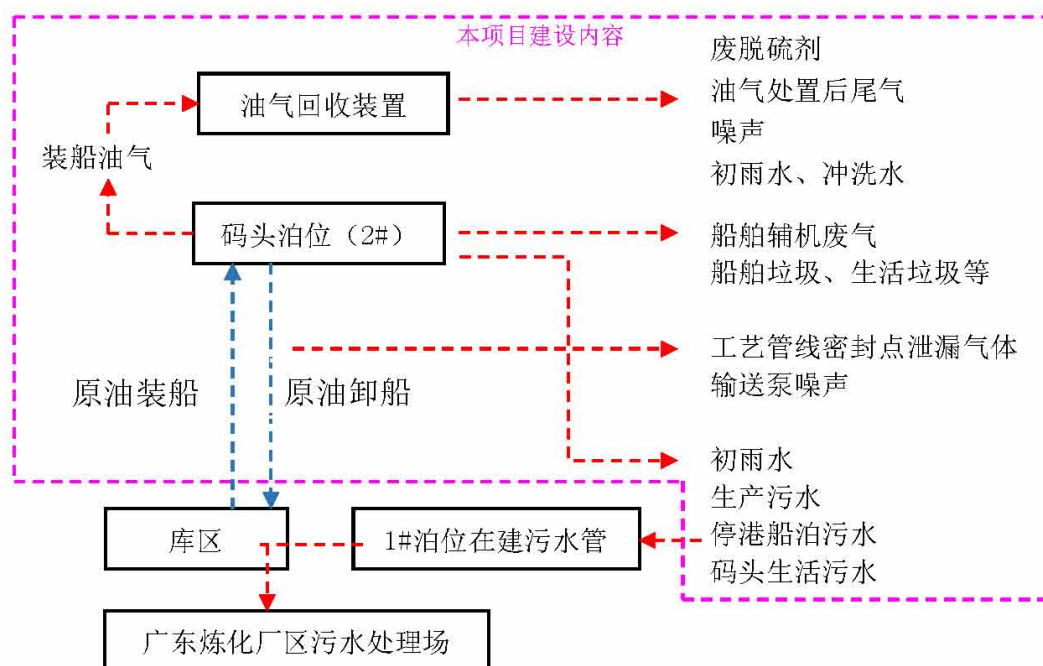 本项目建设内容
废脱硫剂
油气回收装置
油气处置后尾气
噪声
装船油气
初雨水、冲洗水
码头泊位（2#）
船舶辅机废气
船舶垃圾、生活垃圾等
工艺管线密封点泄漏气体
输送泵噪声
原油装船
原油卸船
初雨水
生产污水
库区
1#泊位在建污水管
停港船泊污水
码头生活污水
广东炼化厂区污水处理场